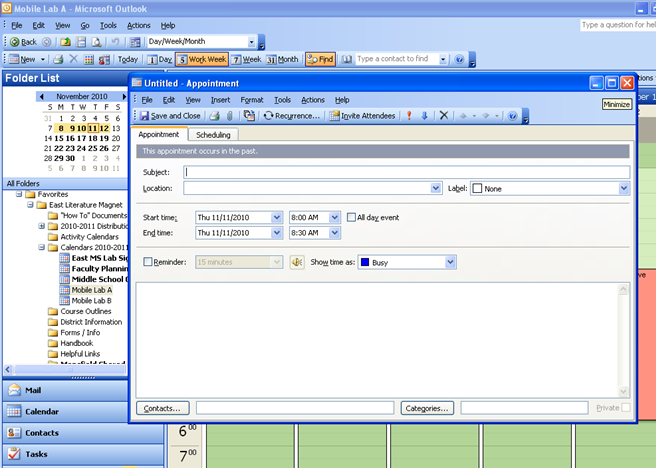 Mobile Lab A - Microsoft Outlook
File Edit View Go Tools Actions Help
Type a question for help
Back Day/Week/Month
New Today 1 Day 5 Work Week 7 Week 31 Month Find Type a contact to find
Folder List
November 2010
S M T W T F S
31 1 2 3 4 5 6
7 8 9 10 11 12 13
14 15 16 17 18 19 20
21 22 23 24 25 26 27
28 29 30 1 2 3 4
5 6 7 8 9 10 11
All Folders
Favorites
East Literature Magnet
"How To" Documents
2010-2011 Distributio
Activity Calendars
Calendars 2010-2011
East MS Lab Sig
Faculty Planning
Middle School C
Mobile Lab A
Mobile Lab B
Course Outlines
District Information
Forms / Info
Handbook
Helpful Links
Mail
Calendar
Contacts
Tasks
Untitled - Appointment
Minimize
File Edit View Insert Format Tools Actions Help
Save and Close Recurrence... Invite Attendees
Appointment Scheduling
This appointment occurs in the past.
Subject:
Location: Label: None
Start time: Thu 11/11/2010 8:00 AM All day event
End time: Thu 11/11/2010 8:30 AM
Reminder: 15 minutes Show time as: Busy
Contacts... Categories... Private
6 00
7 00